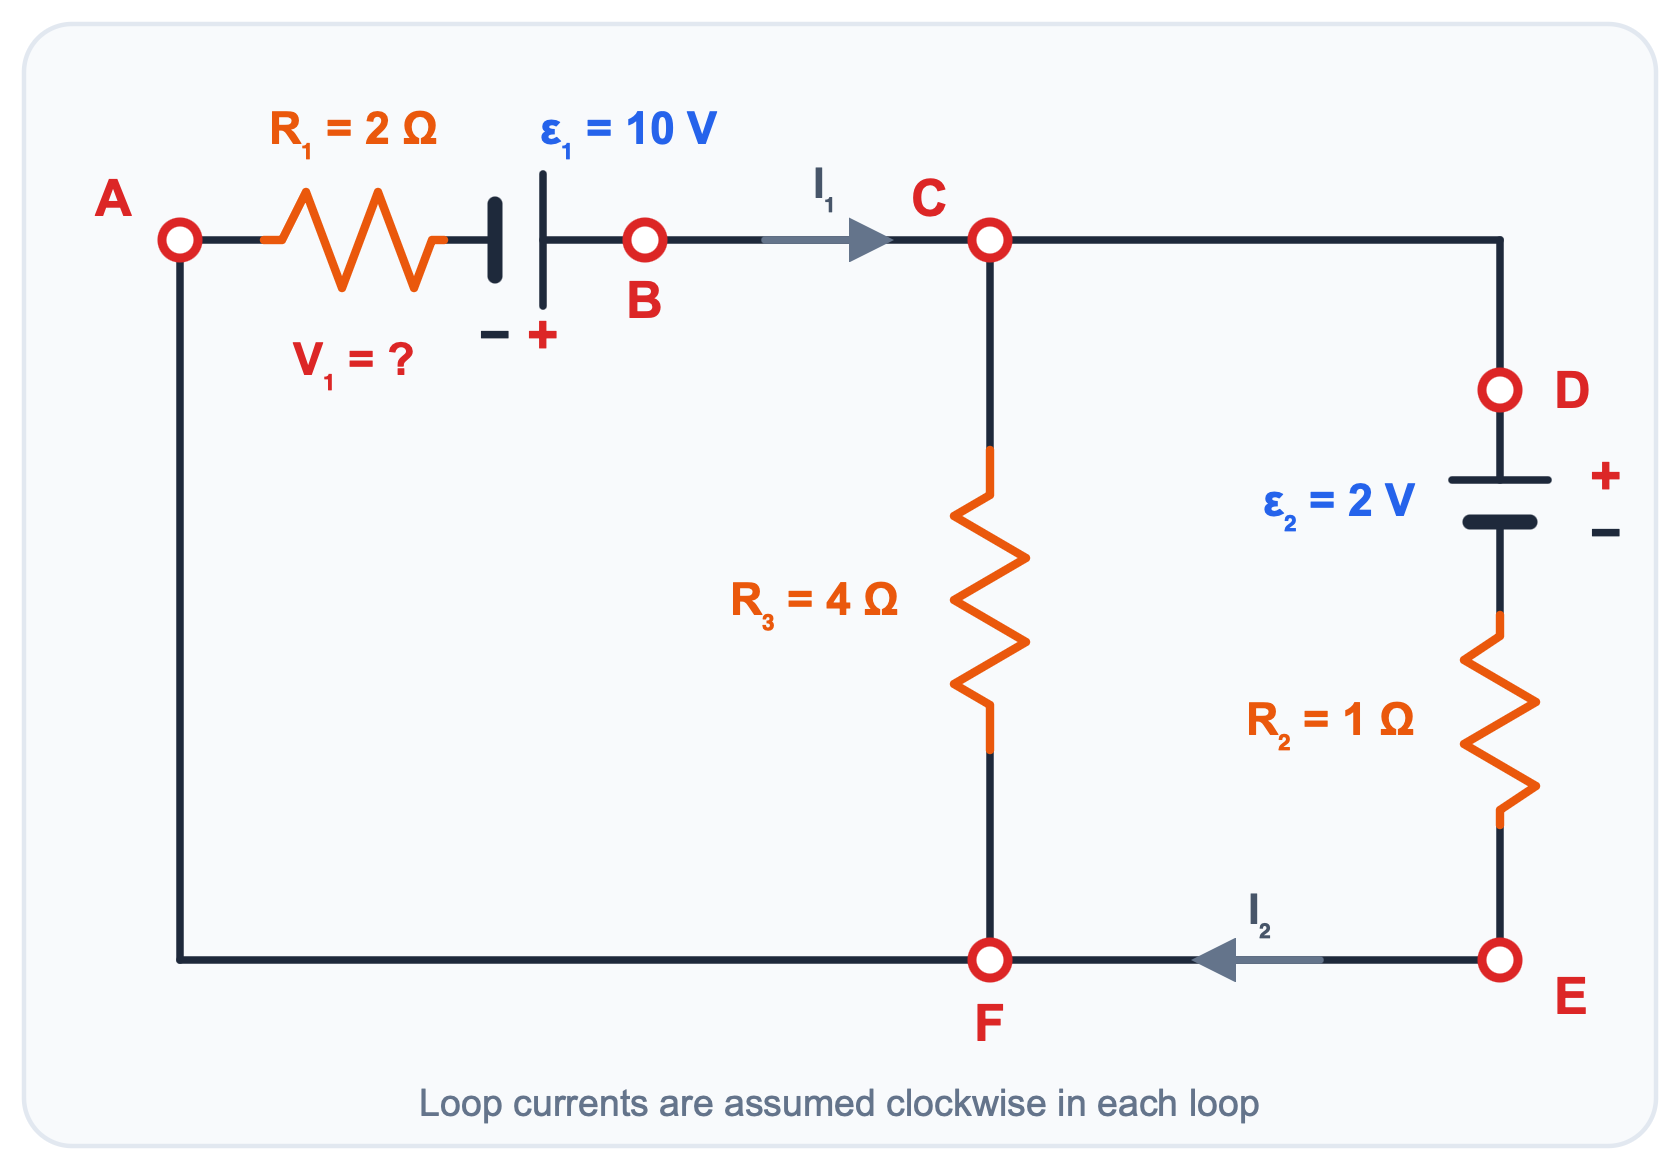 R₁ = 2 Ω
ε₁ = 10 V
A
I₁
C
B
− +
V₁ = ?
D
+
ε₂ = 2 V
−
R₃ = 4 Ω
R₂ = 1 Ω
I₂
E
F
Loop currents are assumed clockwise in each loop